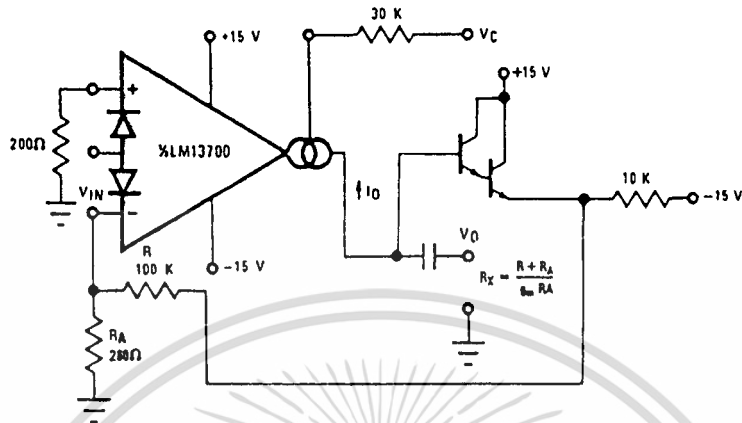 30 K
VC
+15 V
+15 V
+
200Ω
½LM13700
VIN
IO
10 K
-15 V
-
R
100 K
-15 V
VO
RX = R + RA / gm RA
RA
200Ω